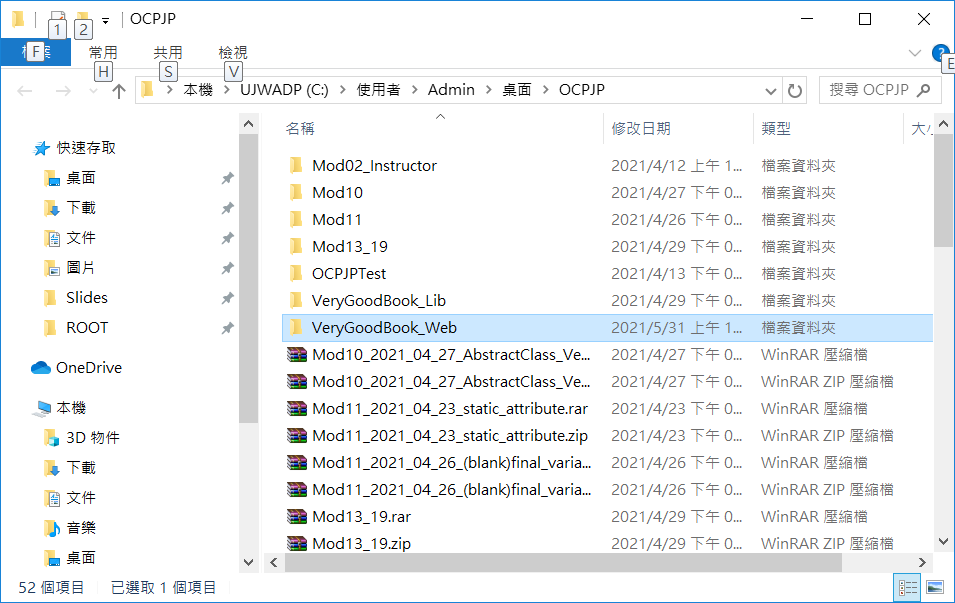 1 2 OCPJP
檔案 F 常用 共用 檢視
H S V E
本機 UJWADP (C:) 使用者 Admin 桌面 OCPJP 搜尋 OCPJP
名稱 修改日期 類型
快速存取
桌面
下載
文件
圖片
Slides
ROOT
OneDrive
本機
3D 物件
下載
文件
音樂
桌面
Mod02_Instructor 2021/4/12 上午 1... 檔案資料夾
Mod10 2021/4/27 下午 0... 檔案資料夾
Mod11 2021/4/26 下午 0... 檔案資料夾
Mod13_19 2021/4/29 下午 0... 檔案資料夾
OCPJPTest 2021/4/13 下午 0... 檔案資料夾
VeryGoodBook_Lib 2021/4/29 下午 0... 檔案資料夾
VeryGoodBook_Web 2021/5/31 上午 1... 檔案資料夾
Mod10_2021_04_27_AbstractClass_Ve... 2021/4/27 下午 0... WinRAR 壓縮檔
Mod10_2021_04_27_AbstractClass_Ve... 2021/4/27 下午 0... WinRAR ZIP 壓縮檔
Mod11_2021_04_23_static_attribute.rar 2021/4/23 下午 0... WinRAR 壓縮檔
Mod11_2021_04_23_static_attribute.zip 2021/4/23 下午 0... WinRAR ZIP 壓縮檔
Mod11_2021_04_26_(blank)final_varia... 2021/4/26 下午 0... WinRAR 壓縮檔
Mod11_2021_04_26_(blank)final_varia... 2021/4/26 下午 0... WinRAR ZIP 壓縮檔
Mod13_19.rar 2021/4/29 下午 0... WinRAR 壓縮檔
Mod13_19.zip 2021/4/29 下午 0... WinRAR ZIP 壓縮檔
52 個項目 已選取 1 個項目